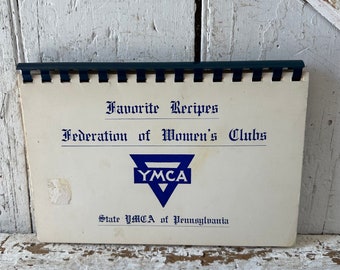 Favorite Recipes
Federation of Women's Clubs
YMCA
State YMCA of Pennsylvania